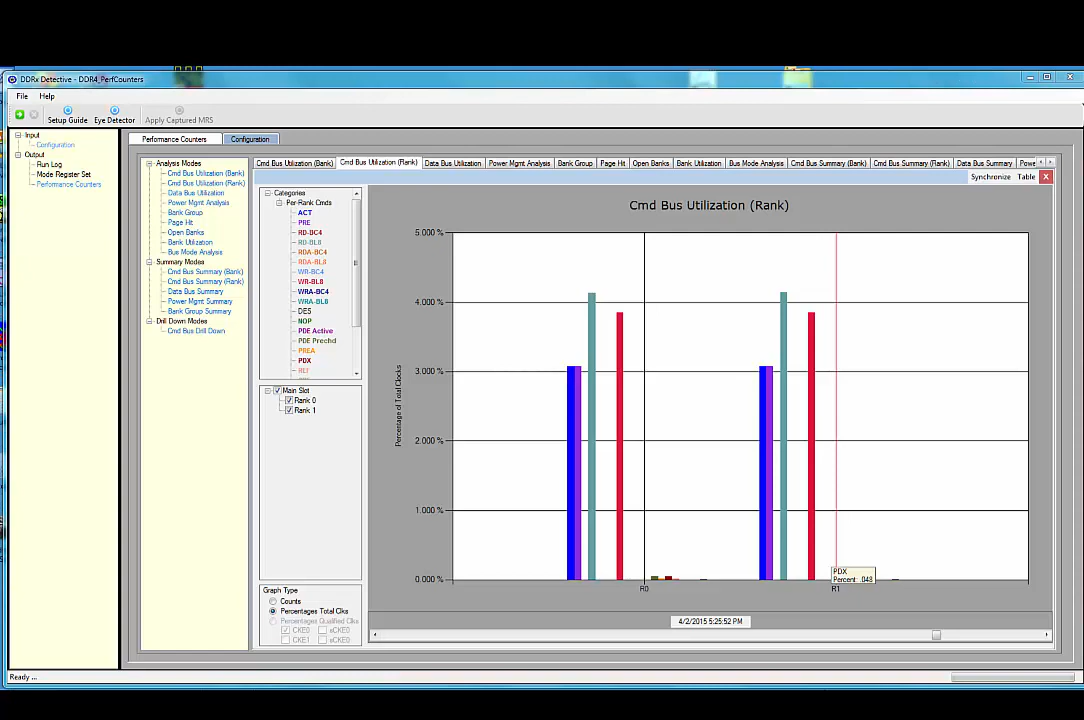 DDRx Detective - DDR4_PerfCounters
File Help
Setup Guide Eye Detector Apply Captured MRS
Input
Configuration
Output
Run Log
Mode Register Set
Performance Counters
Performance Counters Configuration
Analysis Modes
Cmd Bus Utilization (Bank)
Cmd Bus Utilization (Rank)
Data Bus Utilization
Power Mgmt Analysis
Bank Group
Page Hit
Open Banks
Bank Utilization
Bus Mode Analysis
Summary Modes
Cmd Bus Summary (Bank)
Cmd Bus Summary (Rank)
Data Bus Summary
Power Mgmt Summary
Bank Group Summary
Drill Down Modes
Cmd Bus Drill Down
Cmd Bus Utilization (Bank) Cmd Bus Utilization (Rank) Data Bus Utilization Power Mgmt Analysis Bank Group Page Hit Open Banks Bank Utilization Bus Mode Analysis Cmd Bus Summary (Bank) Cmd Bus Summary (Rank) Data Bus Summary Powe
Synchronize Table
Categories
Per-Rank Cmds
ACT
PRE
RD-BC4
RD-BL8
RDA-BC4
RDA-BL8
WR-BC4
WR-BL8
WRA-BC4
WRA-BL8
DES
NOP
PDE Active
PDE Prechd
PREA
PDX
REF
Main Slot
Rank 0
Rank 1
Graph Type
Counts
Percentages Total Clks
Percentages Qualified Clks
CKE0 sCKE0
CKE1 sCKE0
Cmd Bus Utilization (Rank)
Percentage of Total Clocks
5.000 %
4.000 %
3.000 %
2.000 %
1.000 %
0.000 %
R0 R1
PDX
Percent: .048
4/2/2015 5:25:52 PM
Ready ...